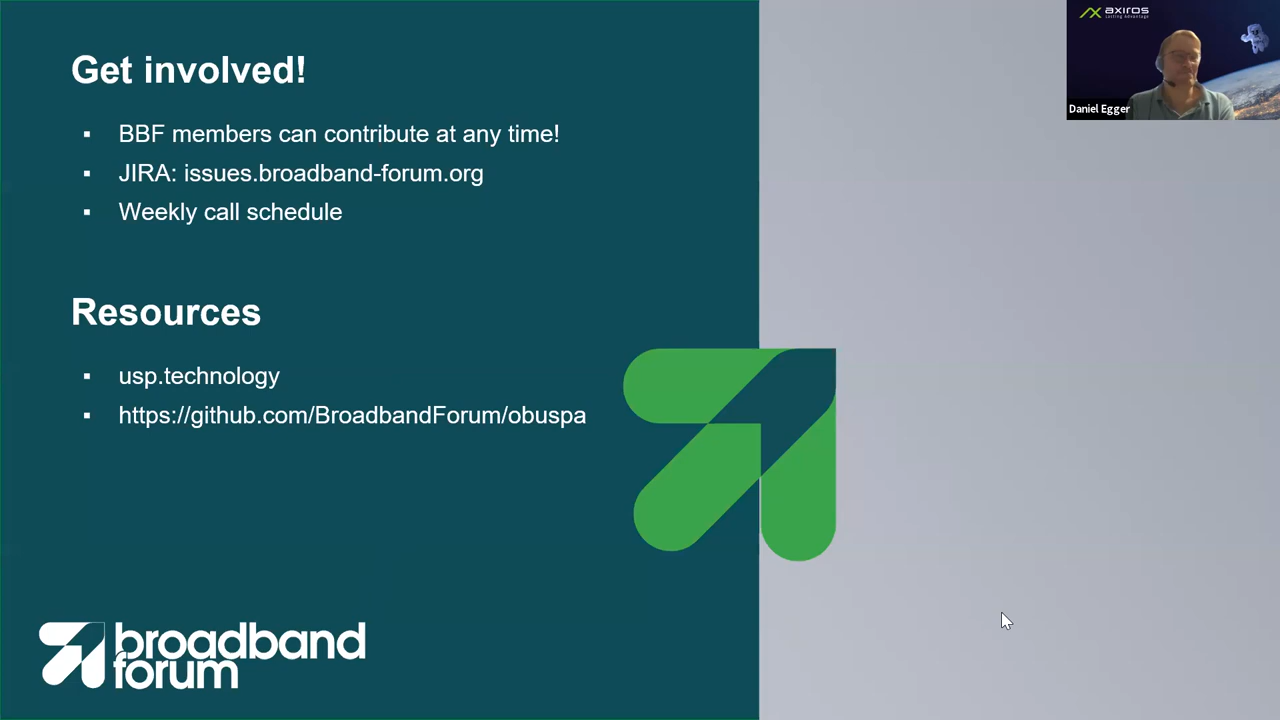 axiros
Lasting Advantage
Daniel Egger
Get involved!
▪ BBF members can contribute at any time!
▪ JIRA: issues.broadband-forum.org
▪ Weekly call schedule
Resources
▪ usp.technology
▪ https://github.com/BroadbandForum/obuspa
broadband
forum